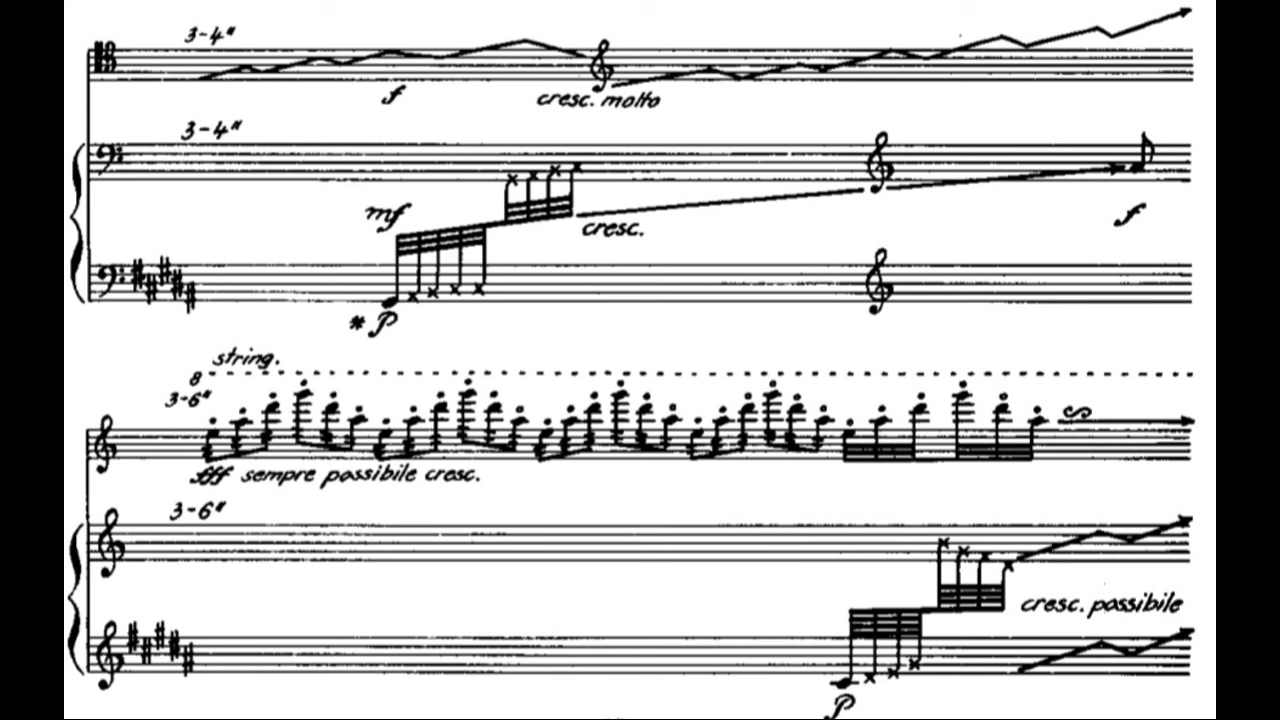 3-4"
f cresc. molto
3-4"
mf cresc. f
* P
string.
8
3-6"
fff sempre possibile cresc.
3-6"
cresc. possibile
P